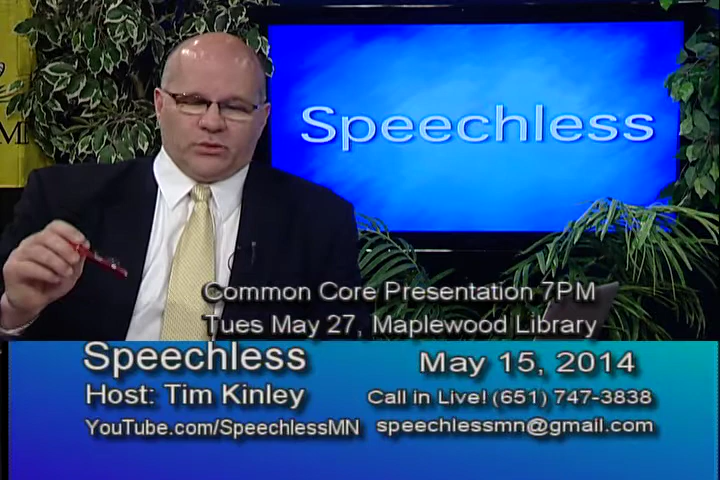 Speechless
Common Core Presentation 7PM
Tues May 27, Maplewood Library
Speechless
May 15, 2014
Host: Tim Kinley
Call in Live! (651) 747-3838
YouTube.com/SpeechlessMN
speechlessmn@gmail.com